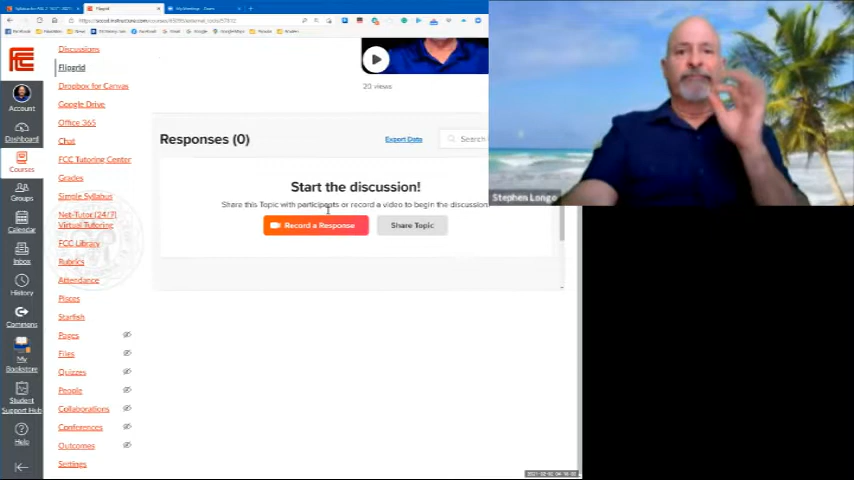 Flipgrid
Facebook
Discussions
Flipgrid
Dropbox for Canvas
Google Drive
Office 365
Chat
FCC Tutoring Center
Grades
Simple Syllabus
Net-Tutor (24/7)
Virtual Tutoring
FCC Library
Rubrics
Attendance
Pisces
Starfish
Pages
Files
Quizzes
People
Collaborations
Conferences
Outcomes
Settings
Account
Dashboard
Courses
Groups
Calendar
Inbox
History
Commons
My
Bookstore
Student
Support Hub
Help
20 views
Responses (0)
Export Data
Search
Start the discussion!
Share this Topic with participants or record a video to begin the discussion
Record a Response
Share Topic
Stephen Longo